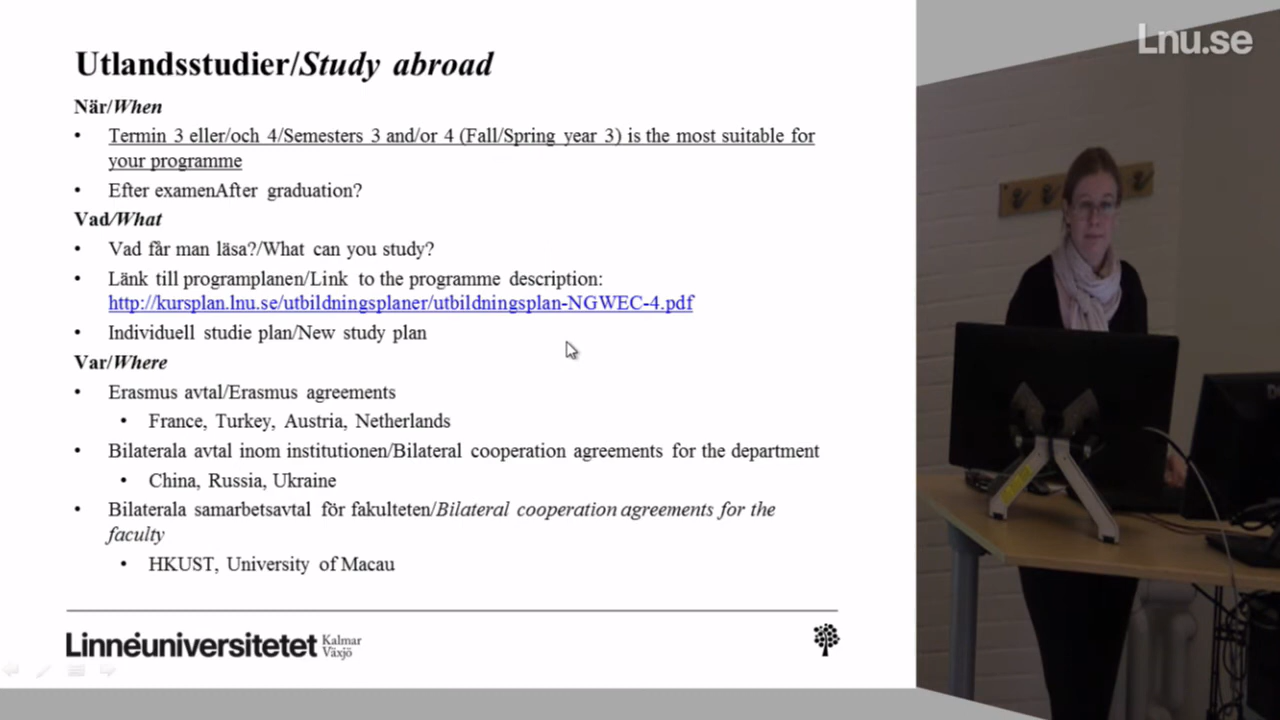 Lnu.se
Utlandsstudier/Study abroad
När/When
• Termin 3 eller/och 4/Semesters 3 and/or 4 (Fall/Spring year 3) is the most suitable for
your programme
• Efter examenAfter graduation?
Vad/What
• Vad får man läsa?/What can you study?
• Länk till programplanen/Link to the programme description:
http://kursplan.lnu.se/utbildningsplaner/utbildningsplan-NGWEC-4.pdf
• Individuell studie plan/New study plan
Var/Where
• Erasmus avtal/Erasmus agreements
• France, Turkey, Austria, Netherlands
• Bilaterala avtal inom institutionen/Bilateral cooperation agreements for the department
• China, Russia, Ukraine
• Bilaterala samarbetsavtal för fakulteten/Bilateral cooperation agreements for the
faculty
• HKUST, University of Macau
Linnéuniversitetet Kalmar
Växjö